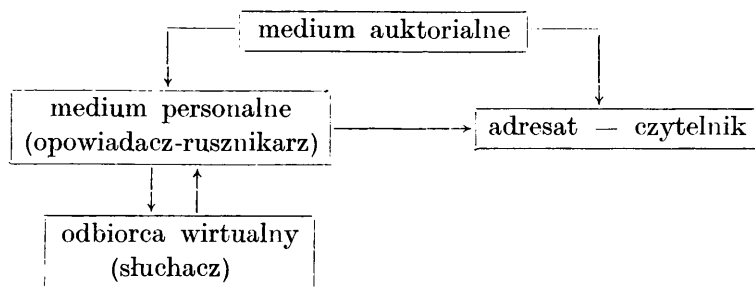 medium auktorialne
medium personalne
(opowiadacz-rusznikarz)
adresat — czytelnik
odbiorca wirtualny
(słuchacz)